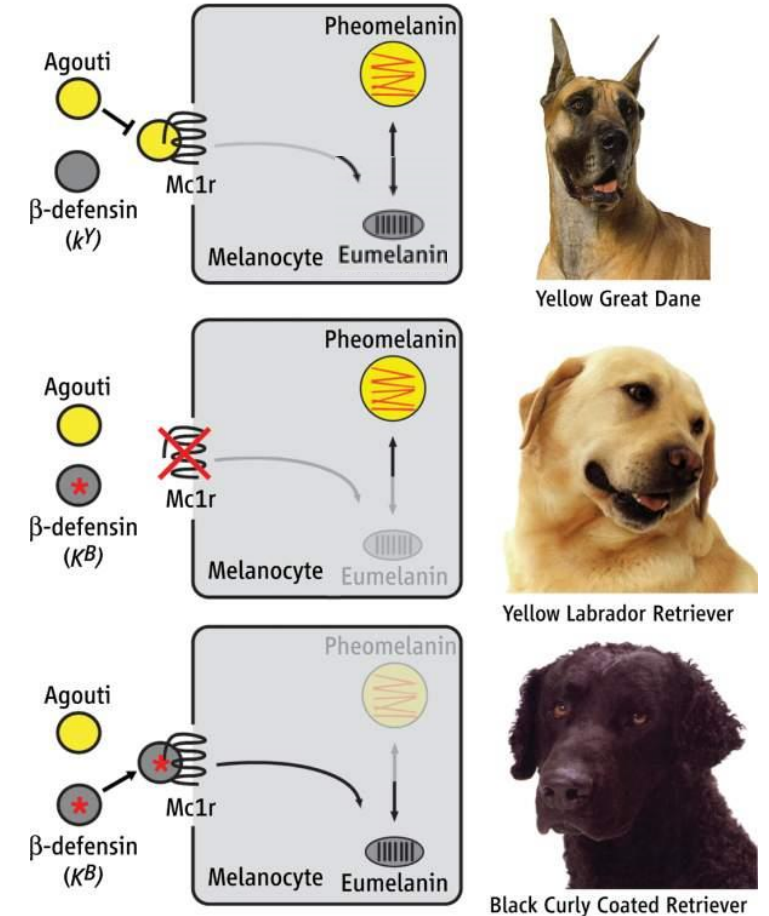 Pheomelanin
Agouti
Mc1r
β-defensin
(kY)
Melanocyte Eumelanin
Yellow Great Dane
Pheomelanin
Agouti
*
Mc1r
β-defensin
(KB)
Melanocyte Eumelanin
Yellow Labrador Retriever
Pheomelanin
Agouti
*
*
Mc1r
β-defensin
(KB)
Melanocyte Eumelanin
Black Curly Coated Retriever